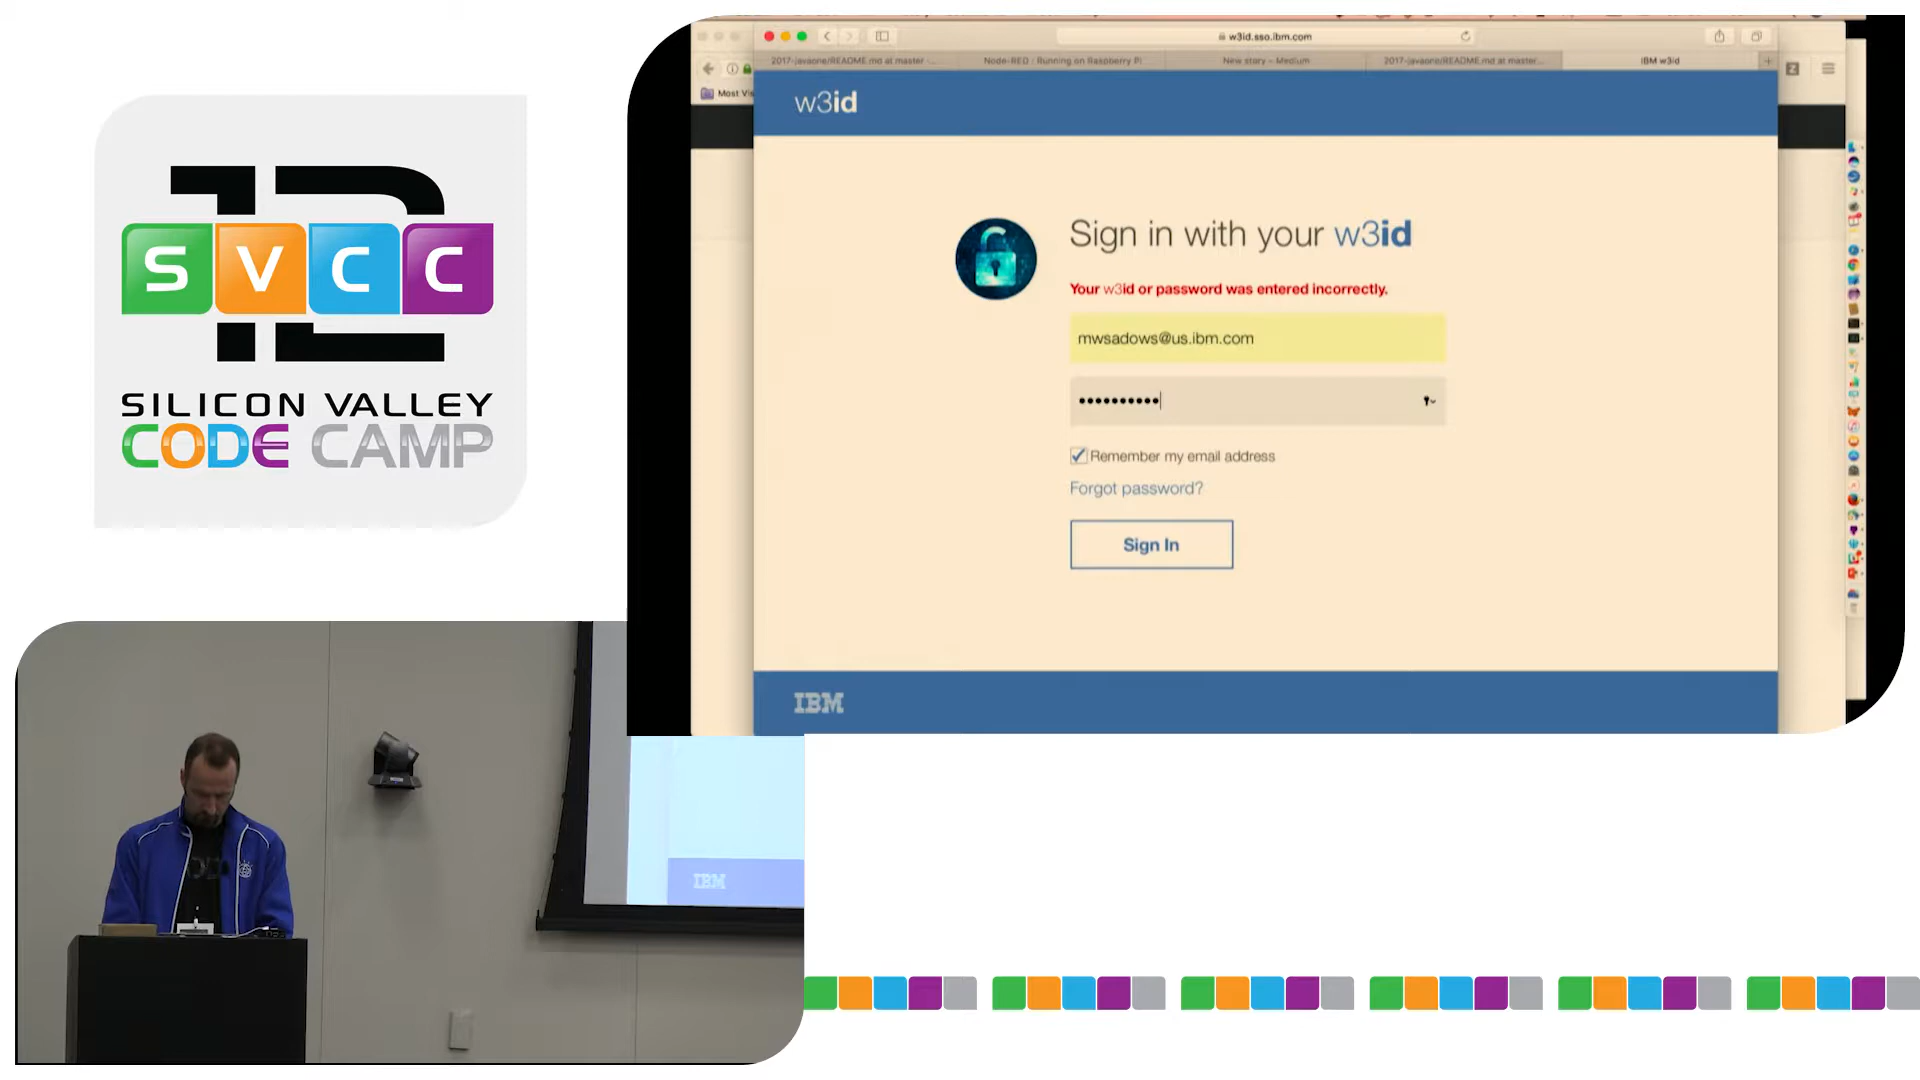 12
S V C C
SILICON VALLEY
CODE CAMP
w3id.sso.ibm.com
2017-javaone/README.md at master ·...
Node-RED : Running on Raspberry Pi
New story – Medium
2017-javaone/README.md at master...
IBM w3id
Most Vis
w3id
Sign in with your w3id
Your w3id or password was entered incorrectly.
mwsadows@us.ibm.com
••••••••••
Remember my email address
Forgot password?
Sign In
IBM
IBM